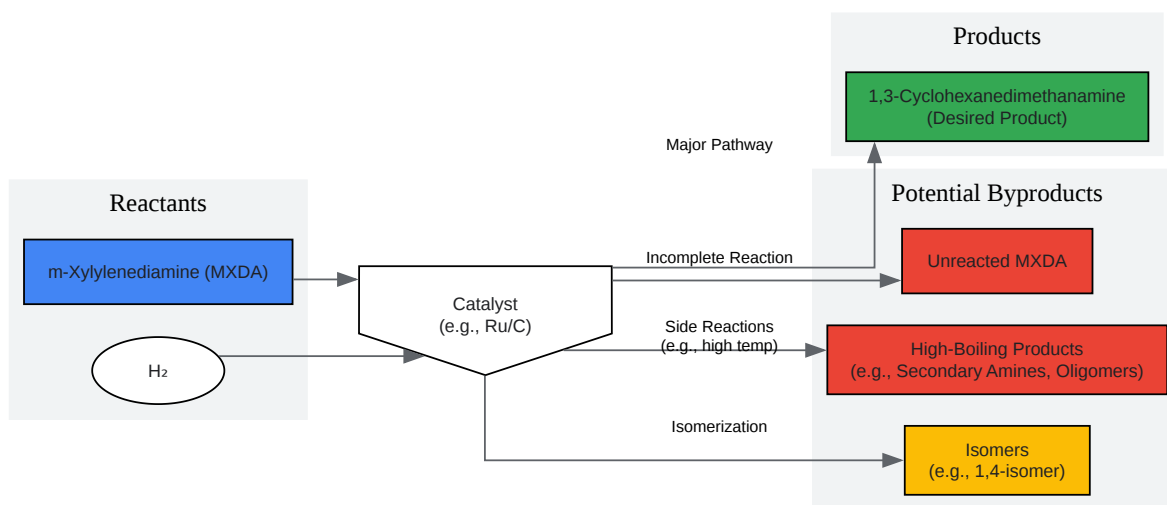 Products
1,3-Cyclohexanedimethanamine
(Desired Product)
Major Pathway
Reactants
Potential Byproducts
m-Xylylenediamine (MXDA)
Incomplete Reaction
Unreacted MXDA
Catalyst
(e.g., Ru/C)
Side Reactions
(e.g., high temp)
High-Boiling Products
(e.g., Secondary Amines, Oligomers)
H₂
Isomerization
Isomers
(e.g., 1,4-isomer)